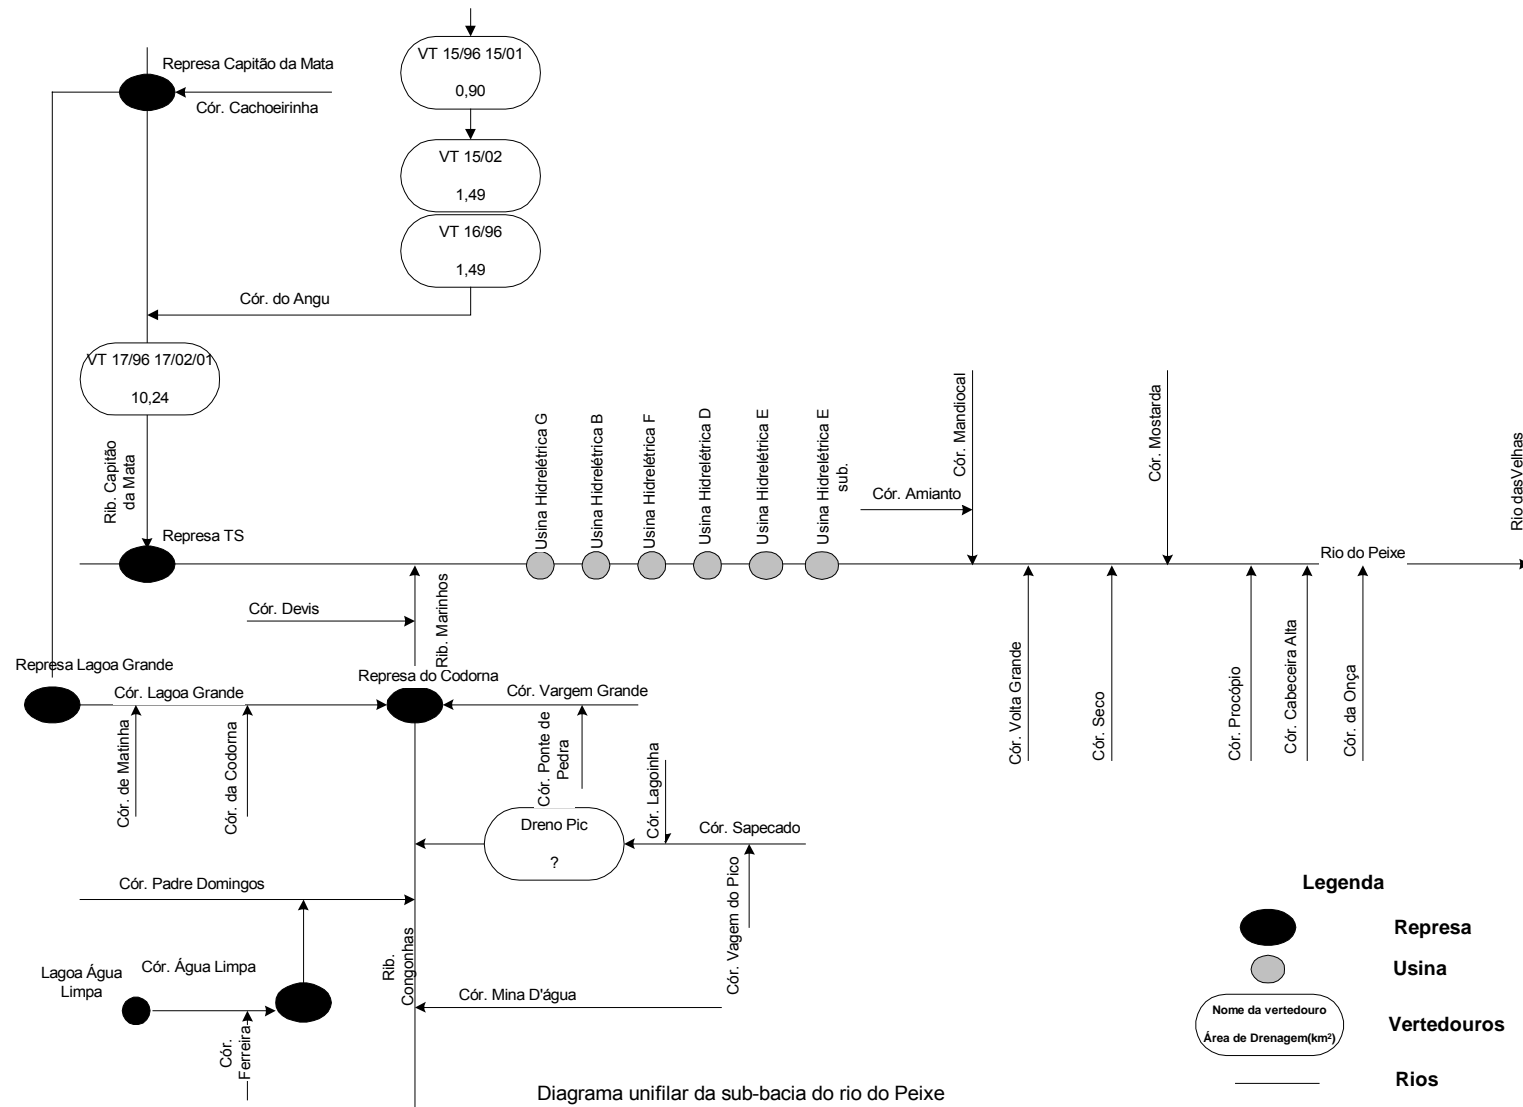 VT 15/96 15/01
0,90
Represa Capitão da Mata
Cór. Cachoeirinha
VT 15/02
1,49
VT 16/96
1,49
Cór. do Angu
VT 17/96 17/02/01
10,24
Rib. Capitão
da Mata
Represa TS
Usina Hidrelétrica G
Usina Hidrelétrica B
Usina Hidrelétrica F
Usina Hidrelétrica D
Usina Hidrelétrica E
Usina Hidrelétrica E
sub.
Cór. Amianto
Cór. Mandiocal
Cór. Mostarda
Rio do Peixe
Rio dasVelhas
Cór. Devis
Rib. Marinhos
Represa Lagoa Grande
Represa do Codorna
Cór. Lagoa Grande
Cór. Vargem Grande
Cór. de Matinha
Cór. da Codorna
Cór. Ponte de
Pedra
Cór. Lagoinha
Cór. Volta Grande
Cór. Seco
Cór. Procópio
Cór. Cabeceira Alta
Cór. da Onça
Dreno Pic
?
Cór. Sapecado
Cór. Vagem do Pico
Cór. Padre Domingos
Rib.
Congonhas
Lagoa Água
Limpa
Cór. Água Limpa
Cór. Mina D'água
Cór.
Ferreira
Legenda
Represa
Usina
Nome da vertedouro
Área de Drenagem(km²)
Vertedouros
Rios
Diagrama unifilar da sub-bacia do rio do Peixe